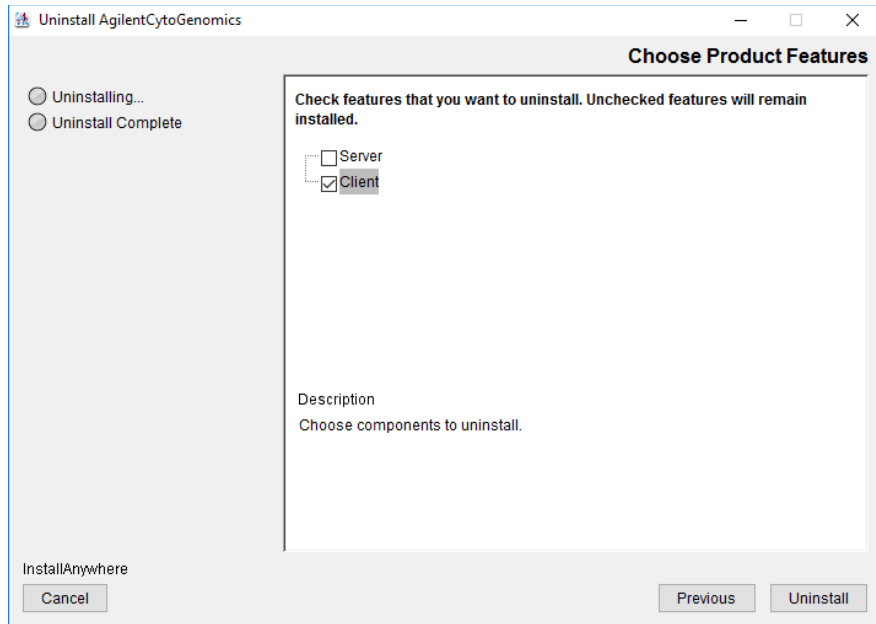 Uninstall AgilentCytoGenomics
Choose Product Features
Uninstalling...
Uninstall Complete
Check features that you want to uninstall. Unchecked features will remain
installed.
Server
Client
Description
Choose components to uninstall.
InstallAnywhere
Cancel
Previous
Uninstall